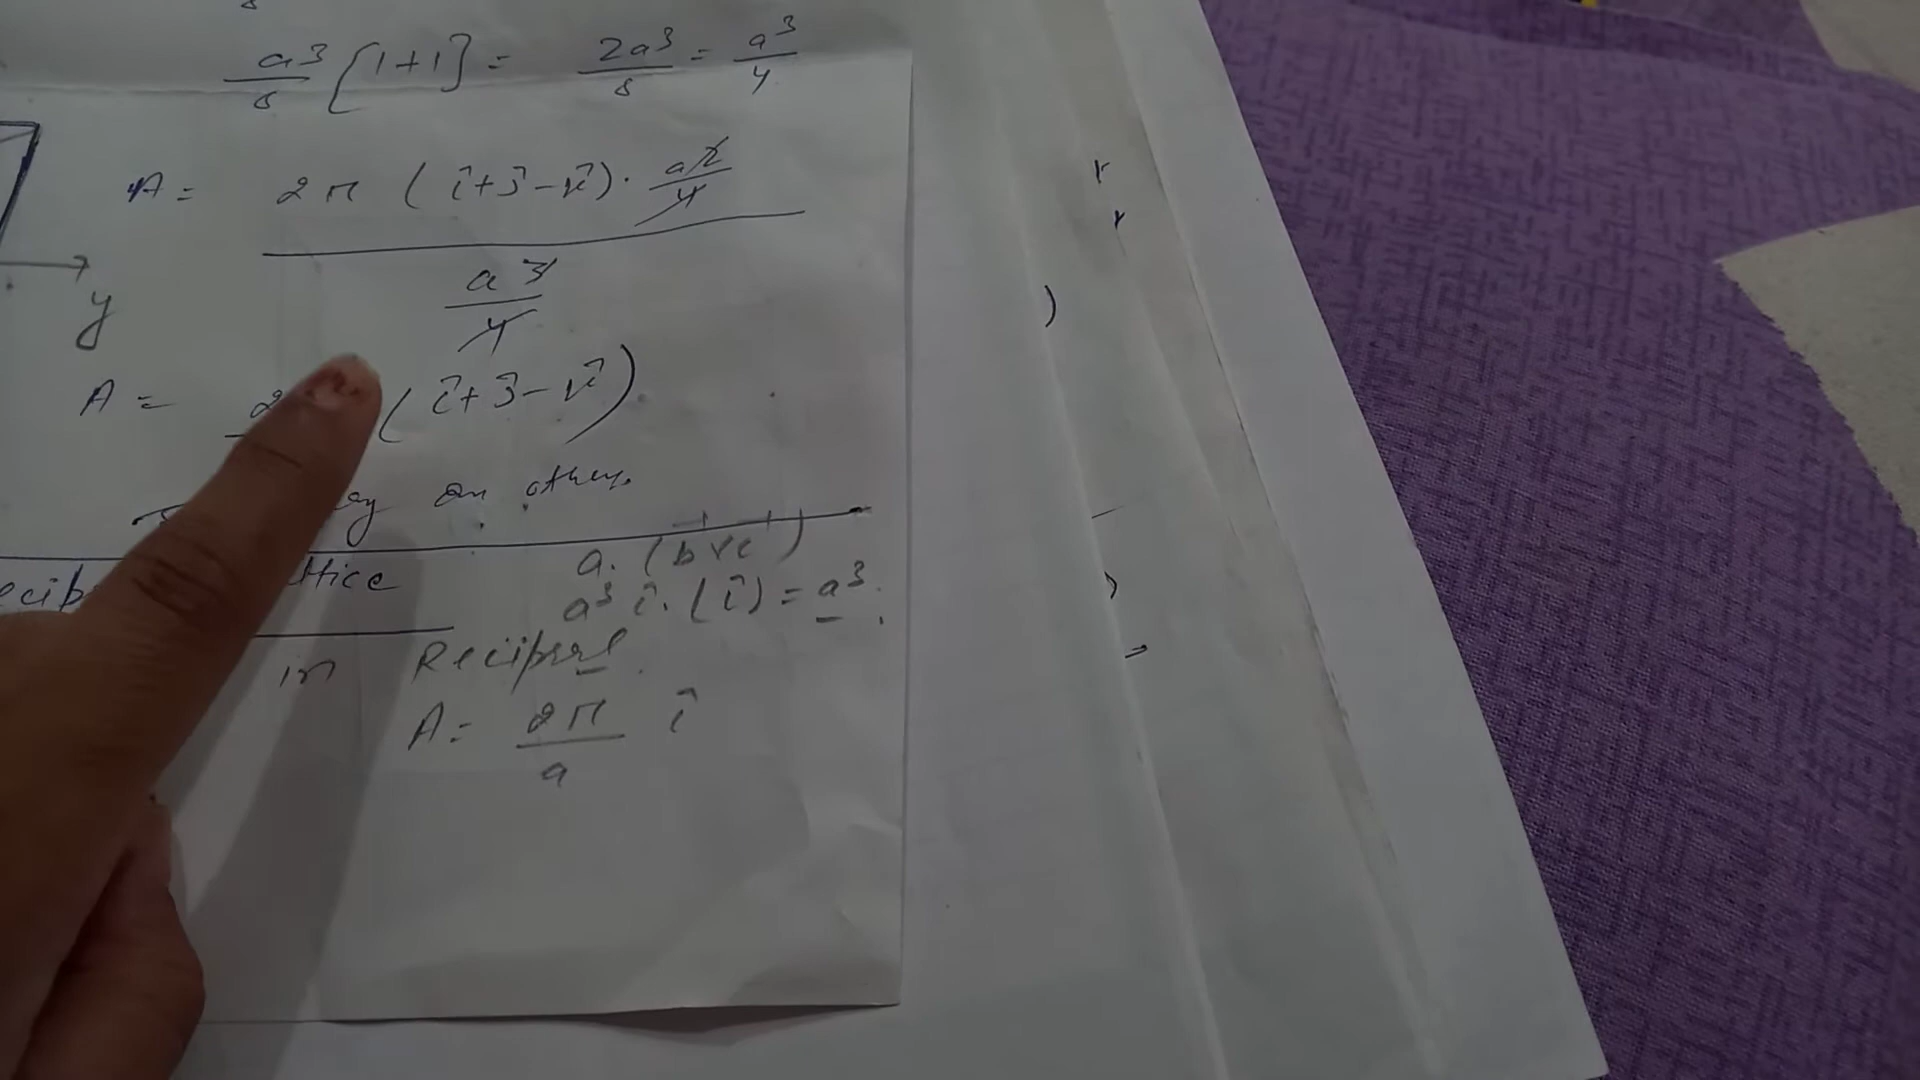 a³/8 [1+1] = 2a³/8 = a³/4
A = 2π (î+ĵ-k̂) · a²/4
a³/4
y
A = (î+ĵ-k̂)
on other.
a. (b×c)
a³ î. (î) = a³.
in Reciprocal
A = 2π/a î